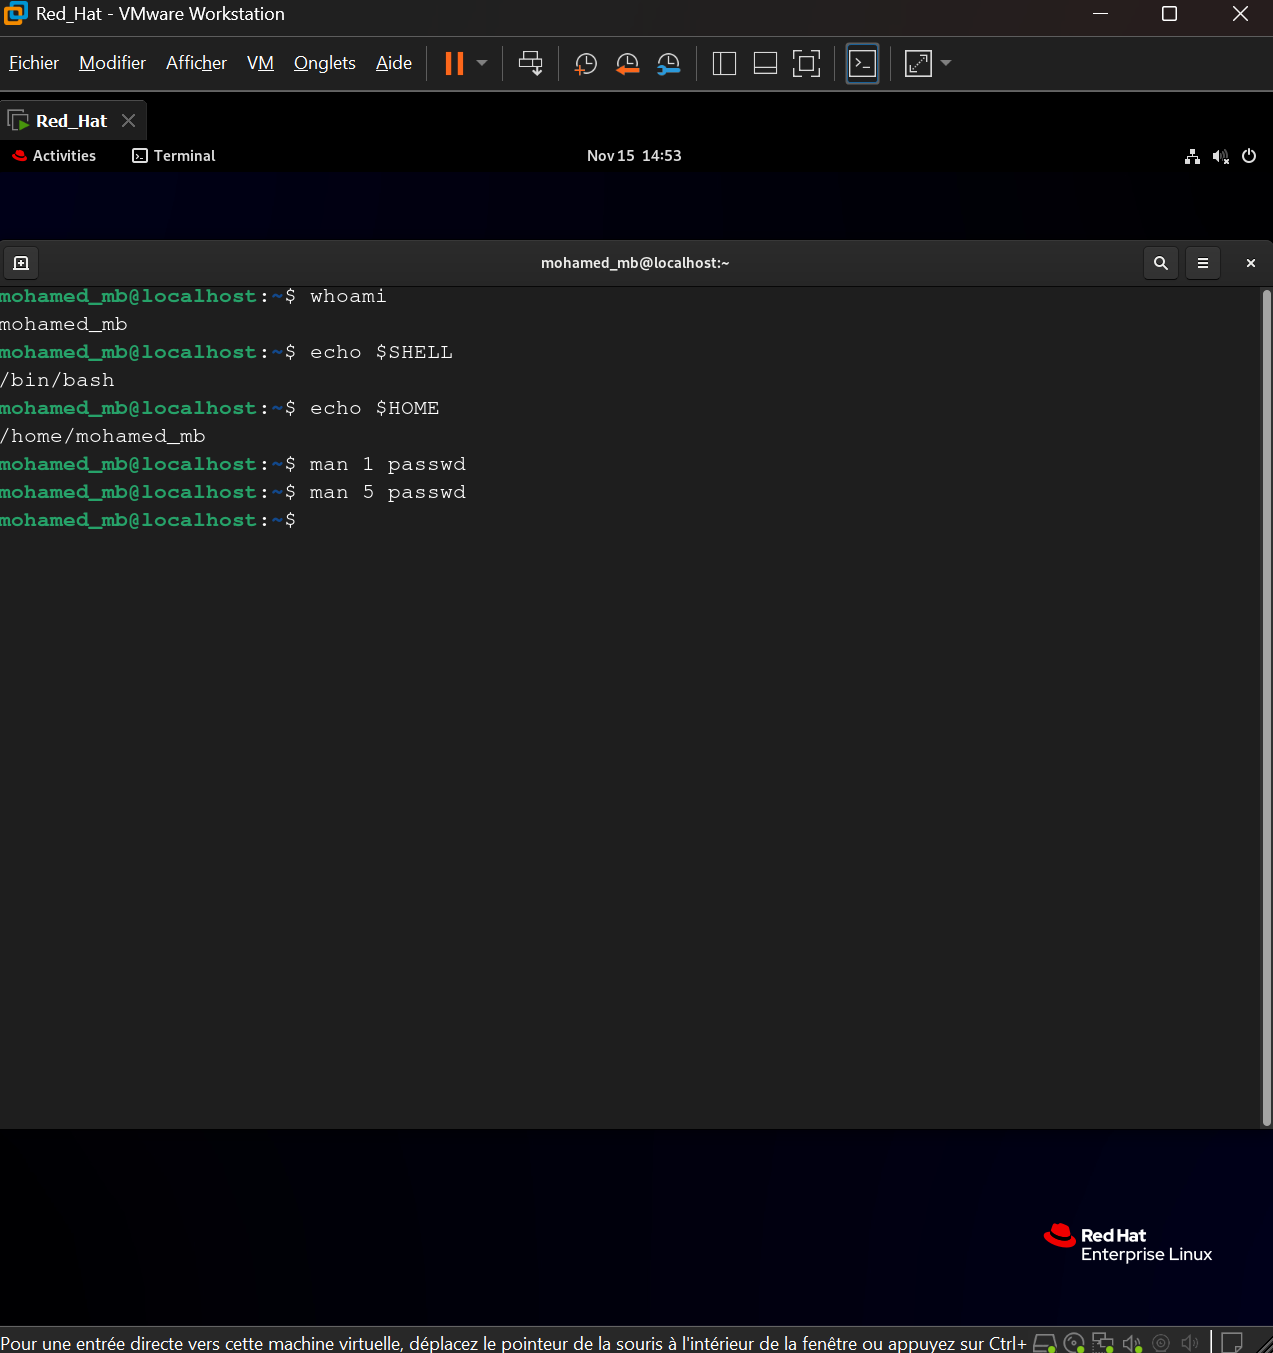 Red_Hat - VMware Workstation
Fichier Modifier Afficher VM Onglets Aide
Red_Hat
Activities Terminal Nov 15 14:53
mohamed_mb@localhost:~
mohamed_mb@localhost:~$ whoami
mohamed_mb
mohamed_mb@localhost:~$ echo $SHELL
/bin/bash
mohamed_mb@localhost:~$ echo $HOME
/home/mohamed_mb
mohamed_mb@localhost:~$ man 1 passwd
mohamed_mb@localhost:~$ man 5 passwd
mohamed_mb@localhost:~$
Red Hat
Enterprise Linux
Pour une entrée directe vers cette machine virtuelle, déplacez le pointeur de la souris à l'intérieur de la fenêtre ou appuyez sur Ctrl+